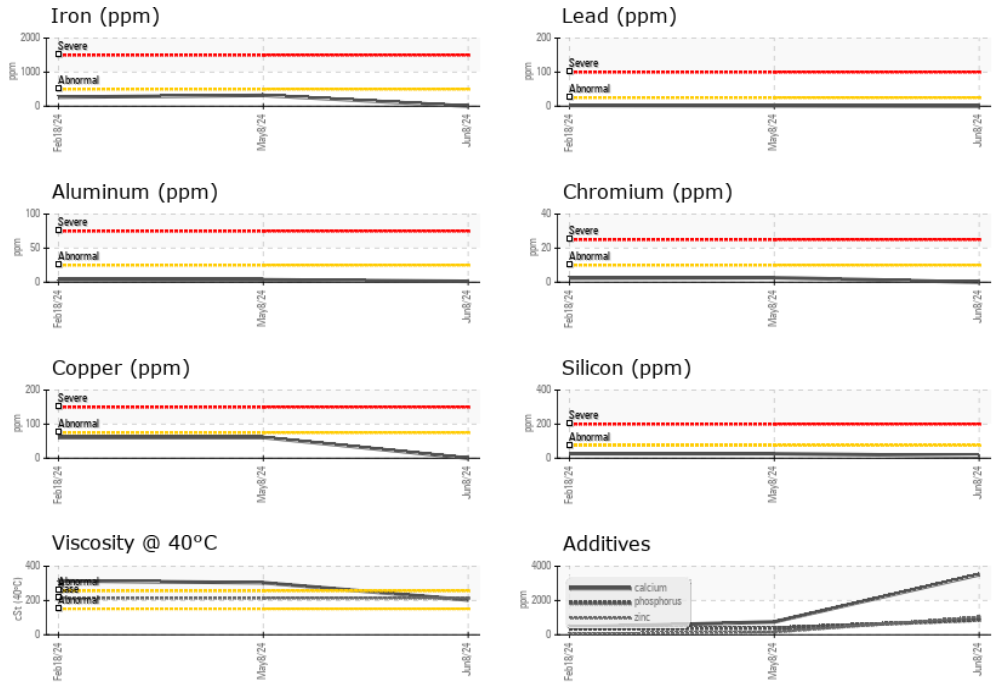 Iron (ppm)
2000
1000
0
ppm
Severe
Abnormal
Feb18/24
May8/24
Jun8/24
Lead (ppm)
200
100
0
ppm
Severe
Abnormal
Feb18/24
May8/24
Jun8/24
Aluminum (ppm)
100
50
0
ppm
Severe
Abnormal
Feb18/24
May8/24
Jun8/24
Chromium (ppm)
40
20
0
ppm
Severe
Abnormal
Feb18/24
May8/24
Jun8/24
Copper (ppm)
200
100
0
ppm
Severe
Abnormal
Feb18/24
May8/24
Jun8/24
Silicon (ppm)
400
200
0
ppm
Severe
Abnormal
Feb18/24
May8/24
Jun8/24
Viscosity @ 40°C
400
200
0
cSt (40°C)
Abnormal
Base
Abnormal
Feb18/24
May8/24
Jun8/24
Additives
4000
2000
0
ppm
calcium
phosphorus
zinc
Feb18/24
May8/24
Jun8/24